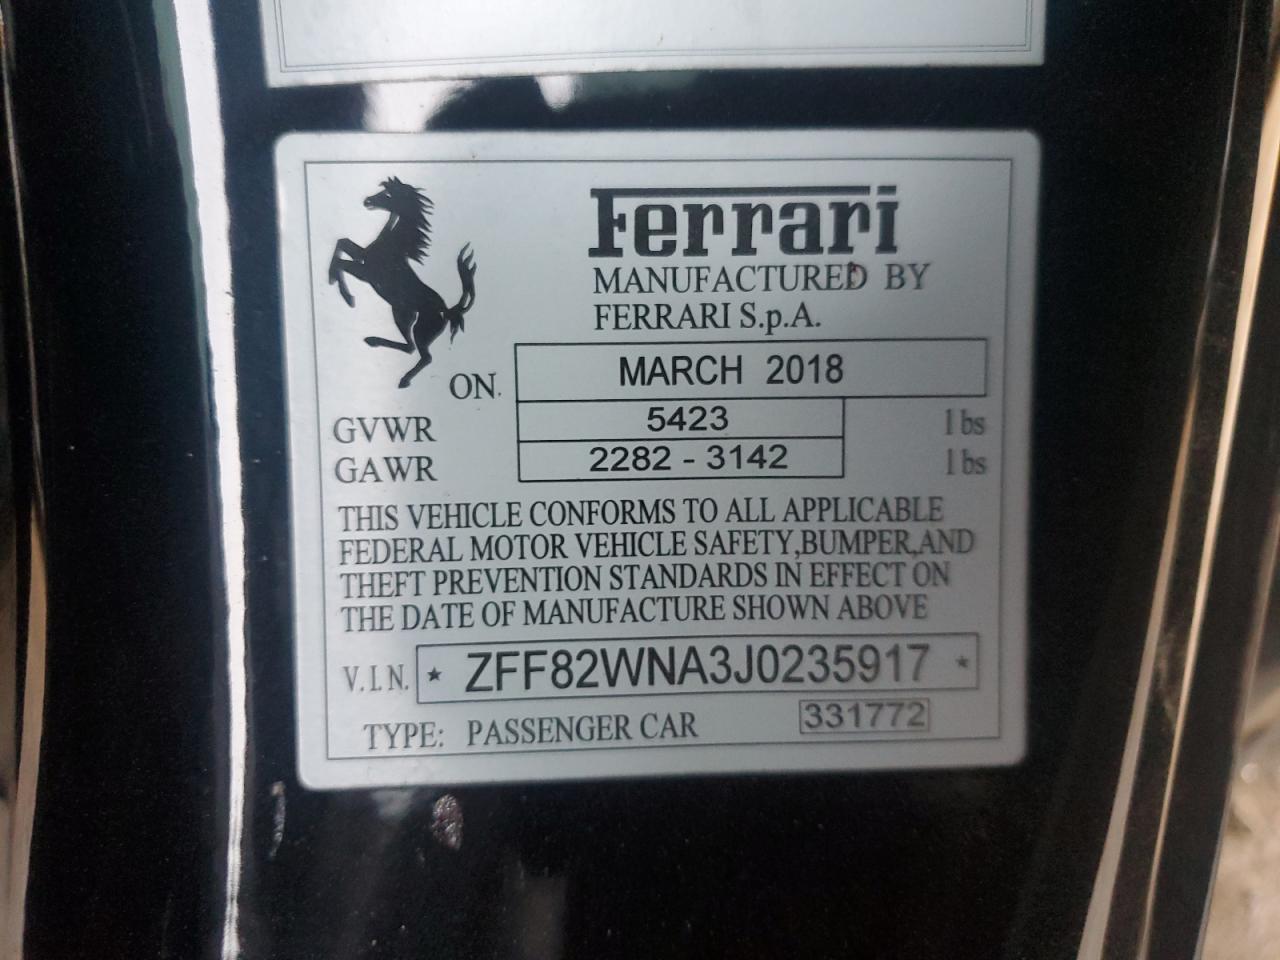 Ferrari
MANUFACTURED BY
FERRARI S.p.A.
ON. MARCH 2018
GVWR 5423 lbs
GAWR 2282 - 3142 lbs
THIS VEHICLE CONFORMS TO ALL APPLICABLE
FEDERAL MOTOR VEHICLE SAFETY,BUMPER,AND
THEFT PREVENTION STANDARDS IN EFFECT ON
THE DATE OF MANUFACTURE SHOWN ABOVE
V.I.N. * ZFF82WNA3J0235917 *
TYPE: PASSENGER CAR 331772